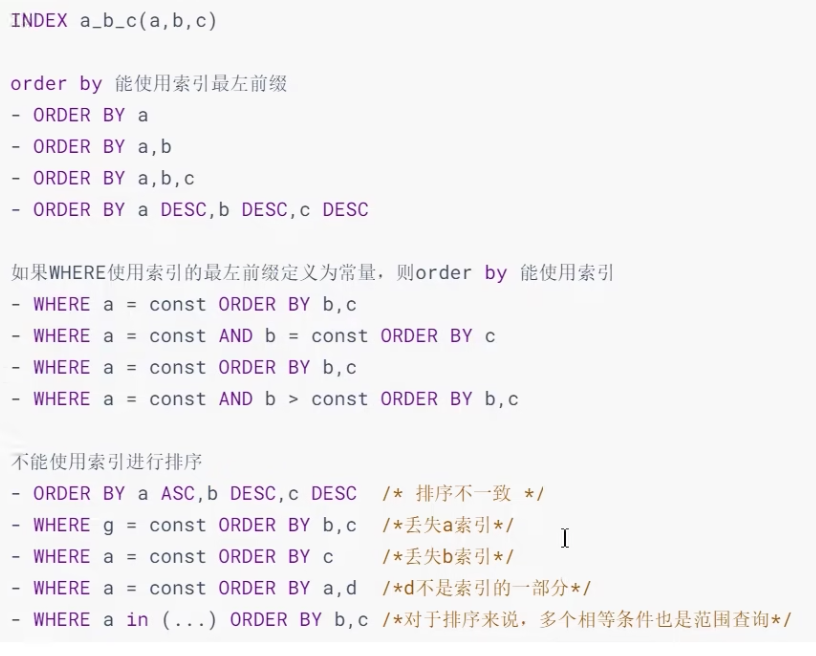 INDEX a_b_c(a,b,c)
order by 能使用索引最左前缀
- ORDER BY a
- ORDER BY a,b
- ORDER BY a,b,c
- ORDER BY a DESC,b DESC,c DESC
如果WHERE使用索引的最左前缀定义为常量，则order by 能使用索引
- WHERE a = const ORDER BY b,c
- WHERE a = const AND b = const ORDER BY c
- WHERE a = const ORDER BY b,c
- WHERE a = const AND b > const ORDER BY b,c
不能使用索引进行排序
- ORDER BY a ASC,b DESC,c DESC /* 排序不一致 */
- WHERE g = const ORDER BY b,c /*丢失a索引*/
- WHERE a = const ORDER BY c /*丢失b索引*/
- WHERE a = const ORDER BY a,d /*d不是索引的一部分*/
- WHERE a in (...) ORDER BY b,c /*对于排序来说，多个相等条件也是范围查询*/